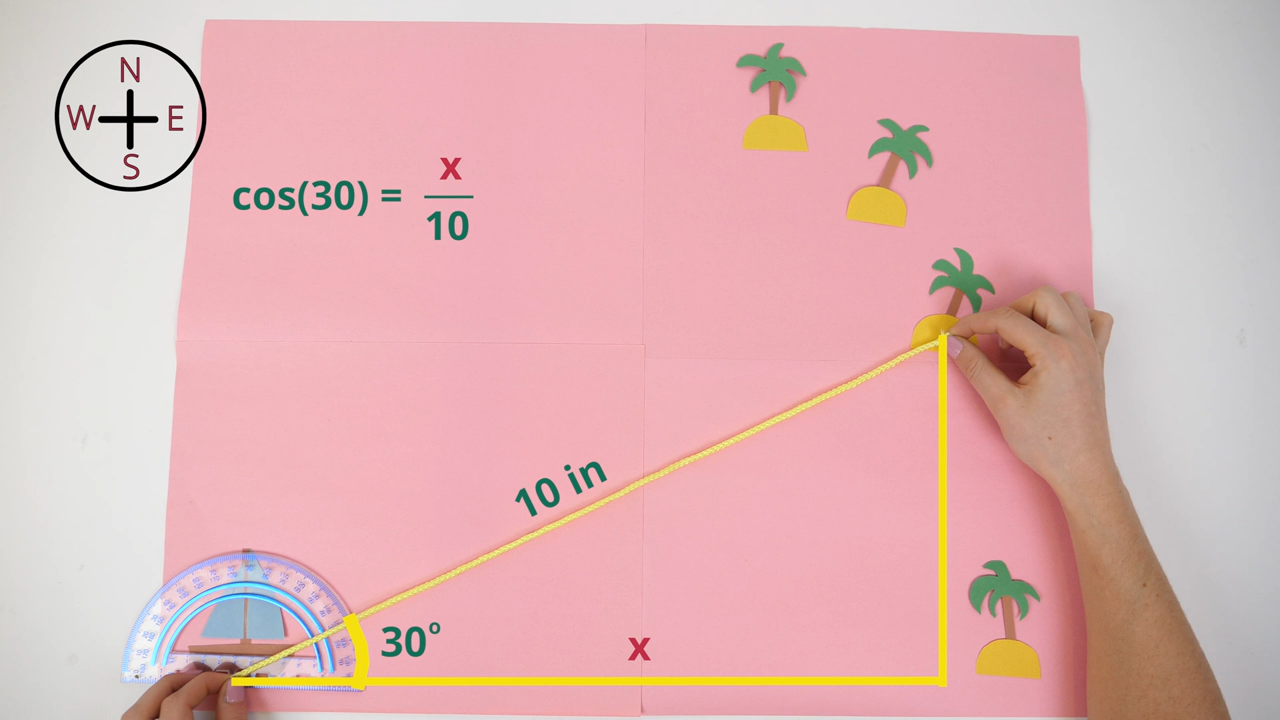 N
W E
S
cos(30) = x
10
10 in
30°
x